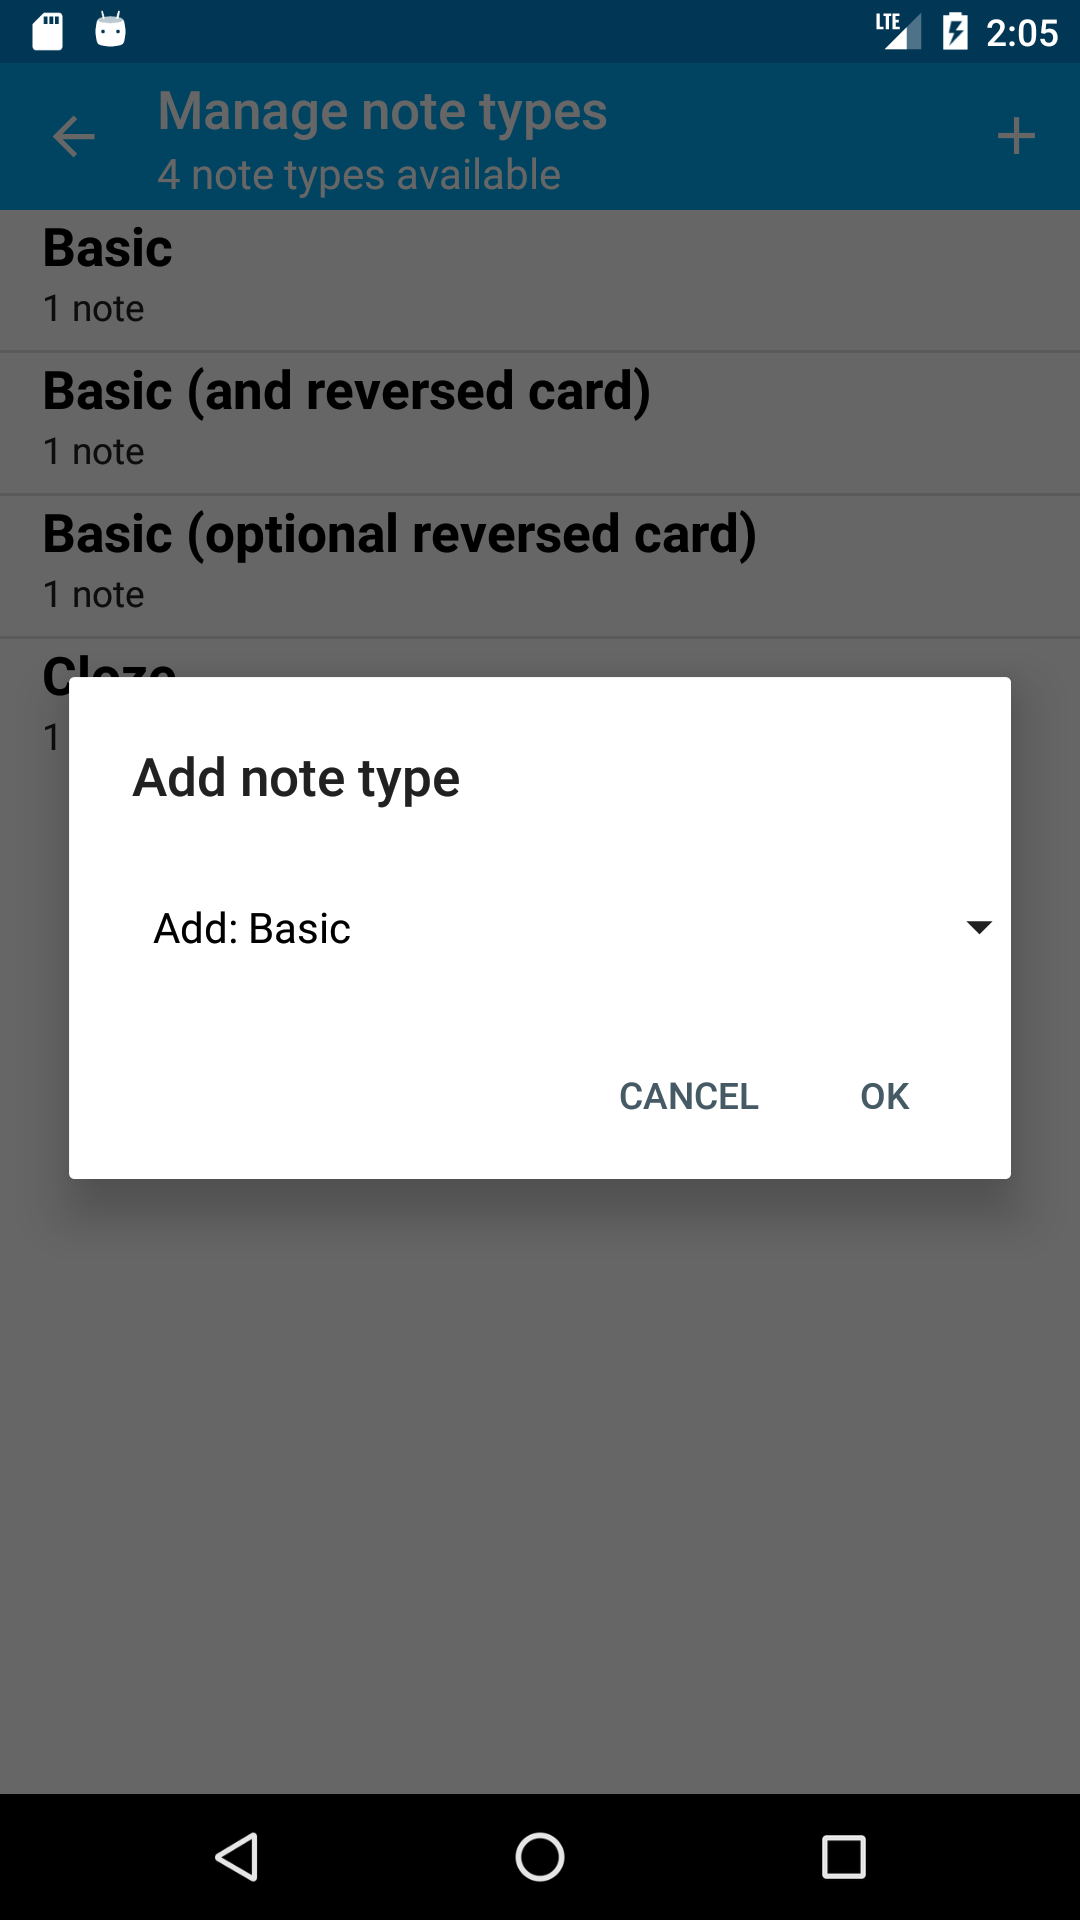 LTE 2:05
Manage note types
4 note types available
Basic
1 note
Basic (and reversed card)
1 note
Basic (optional reversed card)
1 note
Cloze
1
Add note type
Add: Basic
CANCEL OK